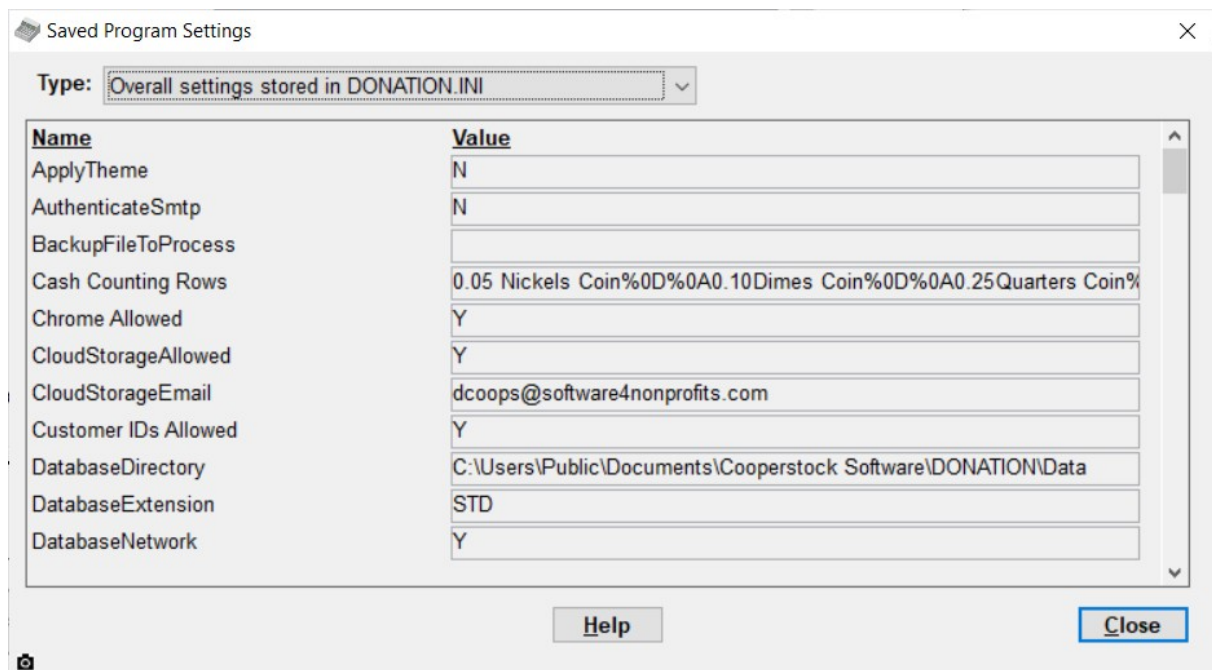 Saved Program Settings
Type: Overall settings stored in DONATION.INI
Name Value
ApplyTheme N
AuthenticateSmtp N
BackupFileToProcess
Cash Counting Rows 0.05 Nickels Coin%0D%0A0.10Dimes Coin%0D%0A0.25Quarters Coin%
Chrome Allowed Y
CloudStorageAllowed Y
CloudStorageEmail dcoops@software4nonprofits.com
Customer IDs Allowed Y
DatabaseDirectory C:\Users\Public\Documents\Cooperstock Software\DONATION\Data
DatabaseExtension STD
DatabaseNetwork Y
Help Close